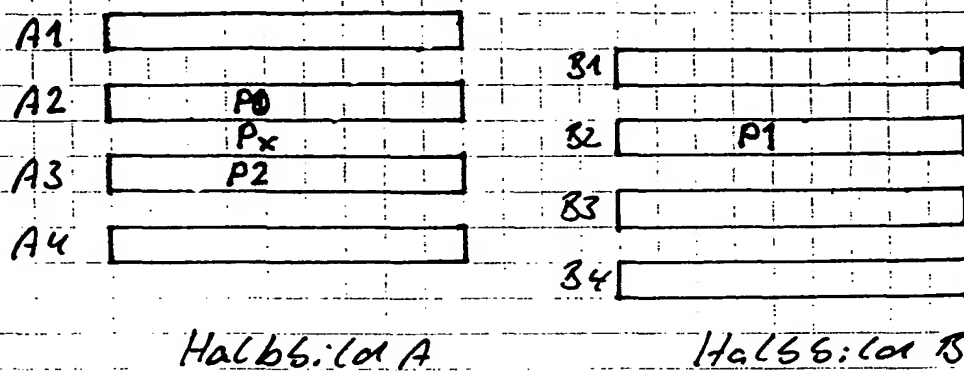 A1
B1
A2 P0
Px B2 P1
A3 P2
B3
A4
B4
Halbbild A Halbbild B